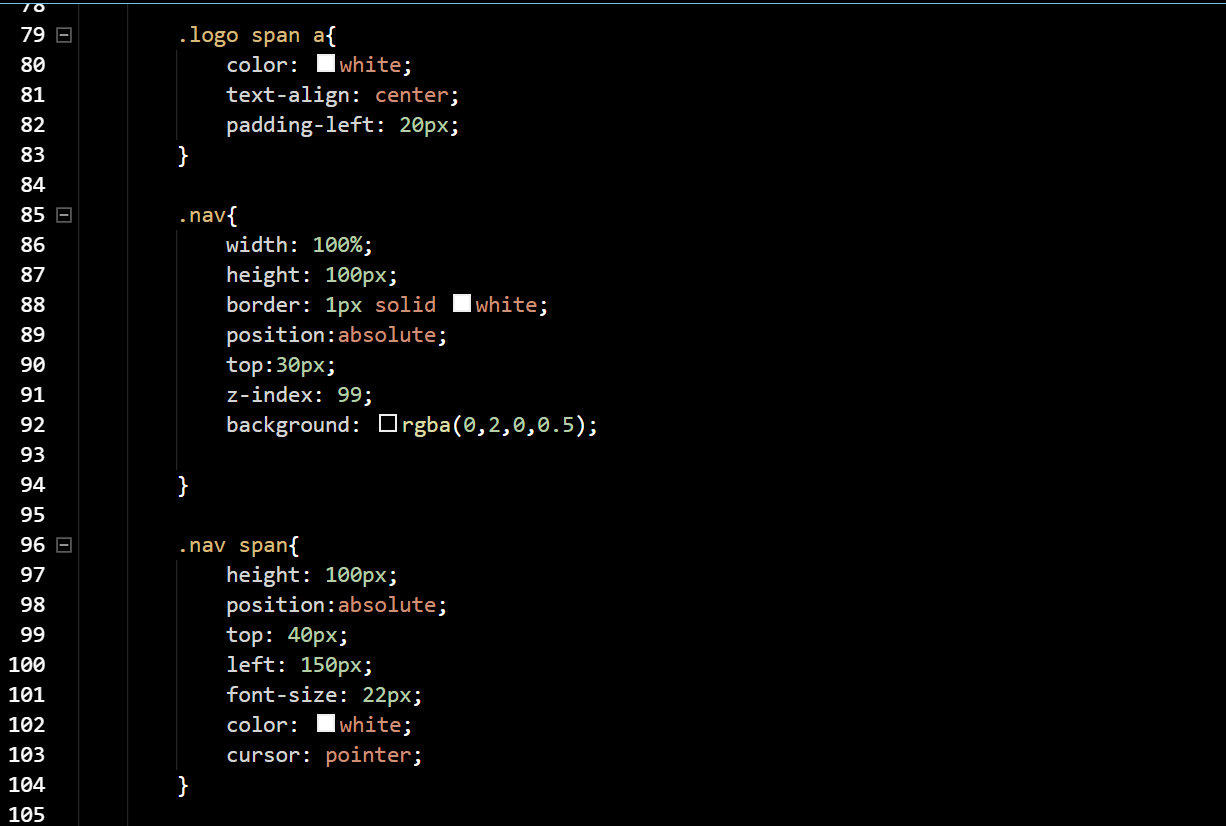 78
79 .logo span a{
80 color: white;
81 text-align: center;
82 padding-left: 20px;
83 }
84
85 .nav{
86 width: 100%;
87 height: 100px;
88 border: 1px solid white;
89 position:absolute;
90 top:30px;
91 z-index: 99;
92 background: rgba(0,2,0,0.5);
93
94 }
95
96 .nav span{
97 height: 100px;
98 position:absolute;
99 top: 40px;
100 left: 150px;
101 font-size: 22px;
102 color: white;
103 cursor: pointer;
104 }
105